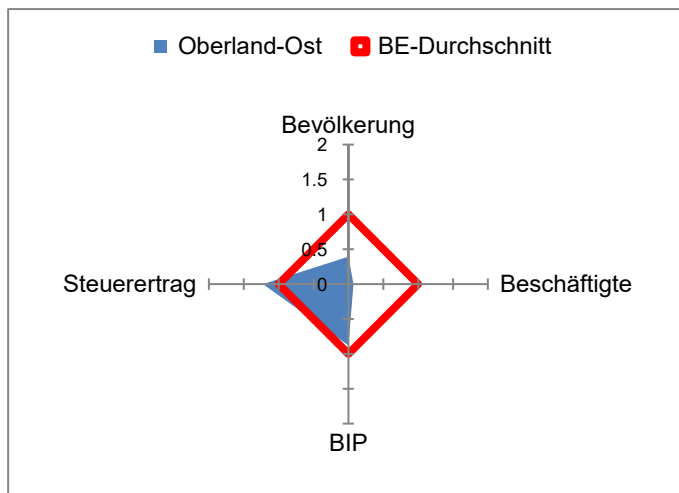 Oberland-Ost BE-Durchschnitt
Bevölkerung
2
1.5
1
0.5
0
Steuerertrag
Beschäftigte
BIP